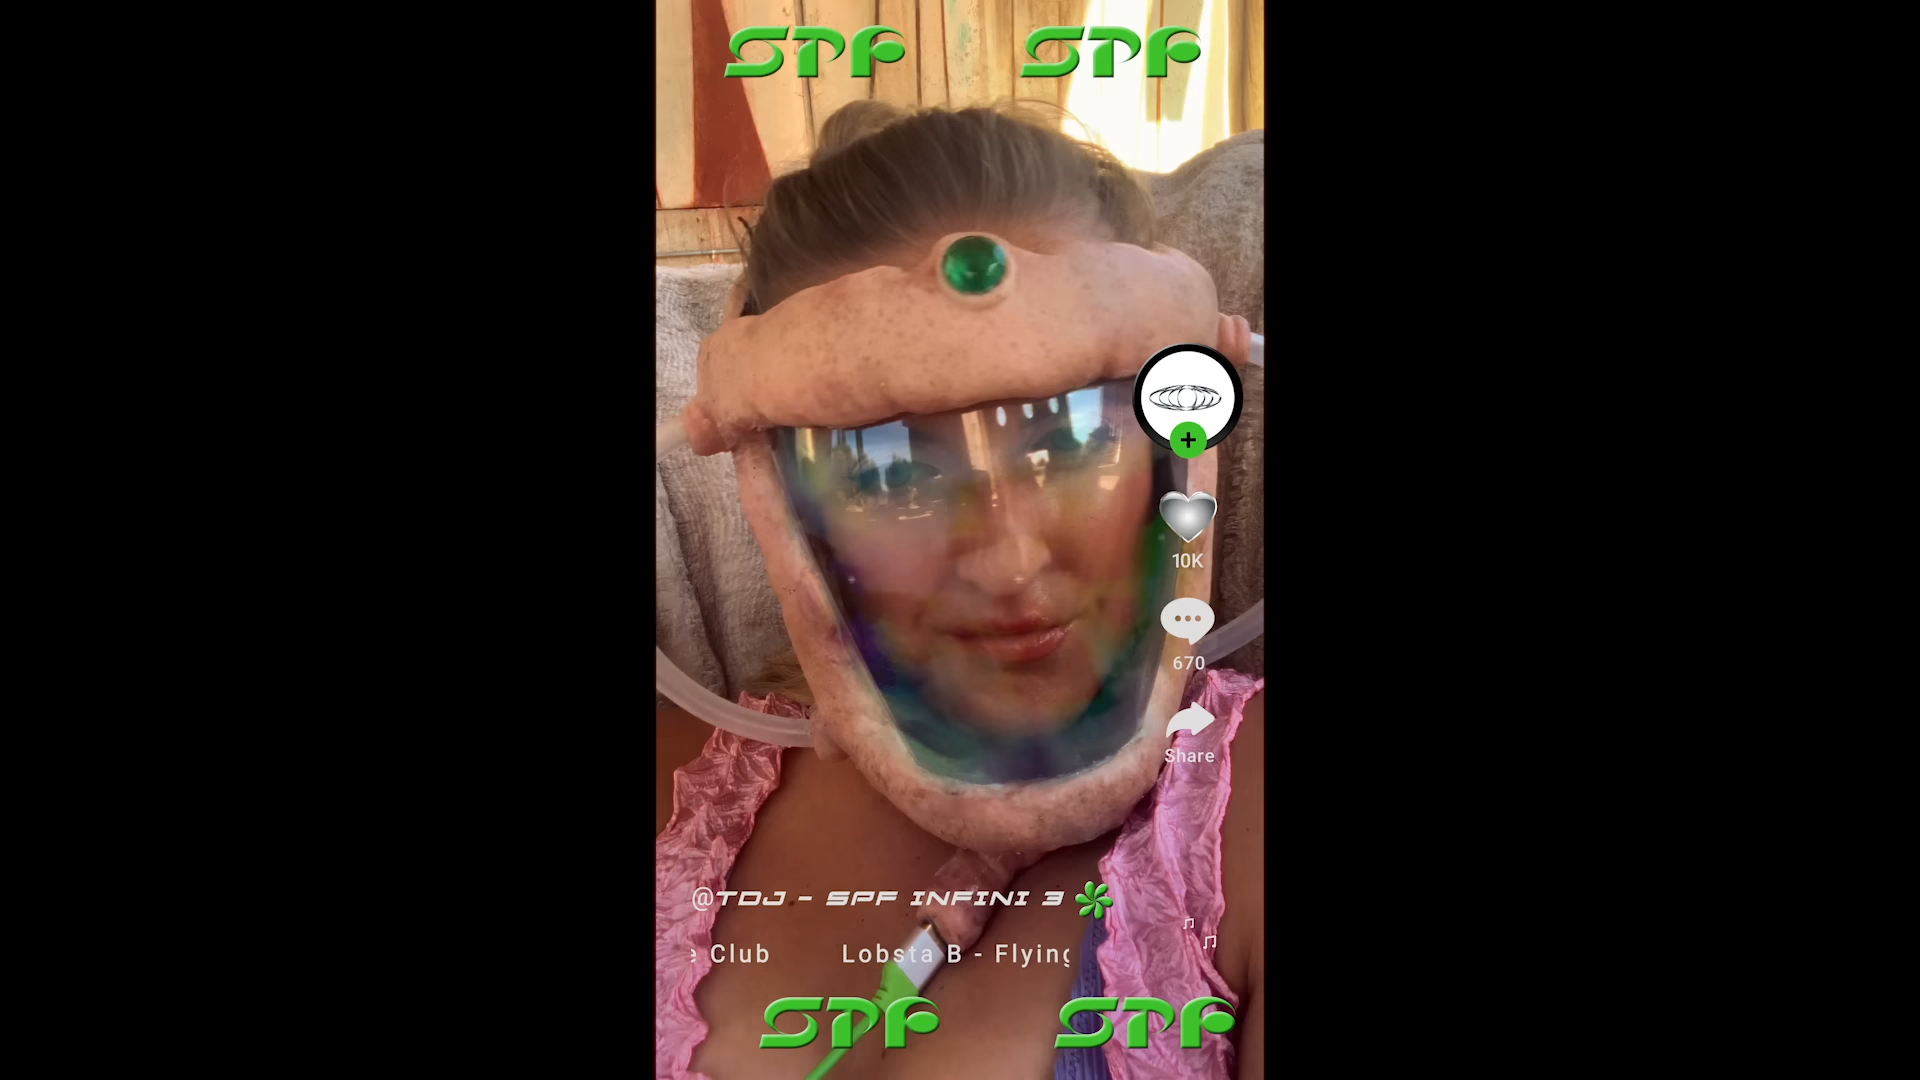 SPF SPF
10K
670
Share
@TDJ - SPF INFINI 3
e Club Lobsta B - Flying
SPF SPF